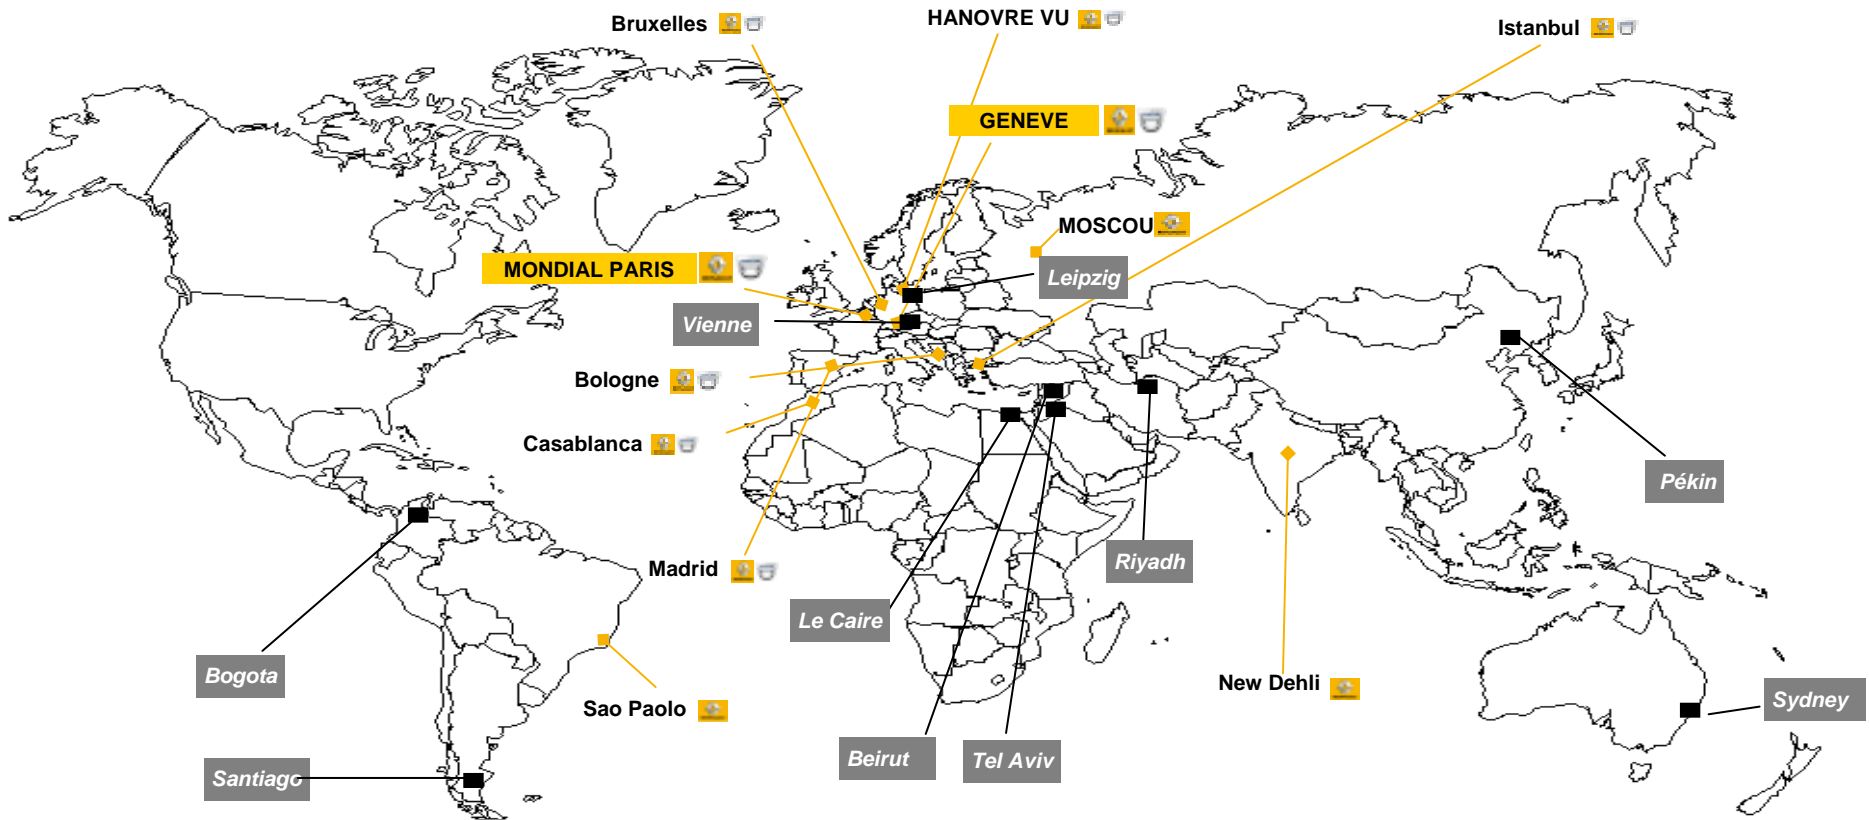 Bruxelles
HANOVRE VU
Istanbul
GENEVE
MOSCOU
MONDIAL PARIS
Leipzig
Vienne
Bologne
Casablanca
Pékin
Riyadh
Madrid
Le Caire
Bogota
New Dehli
Sao Paolo
Sydney
Beirut
Tel Aviv
Santiago